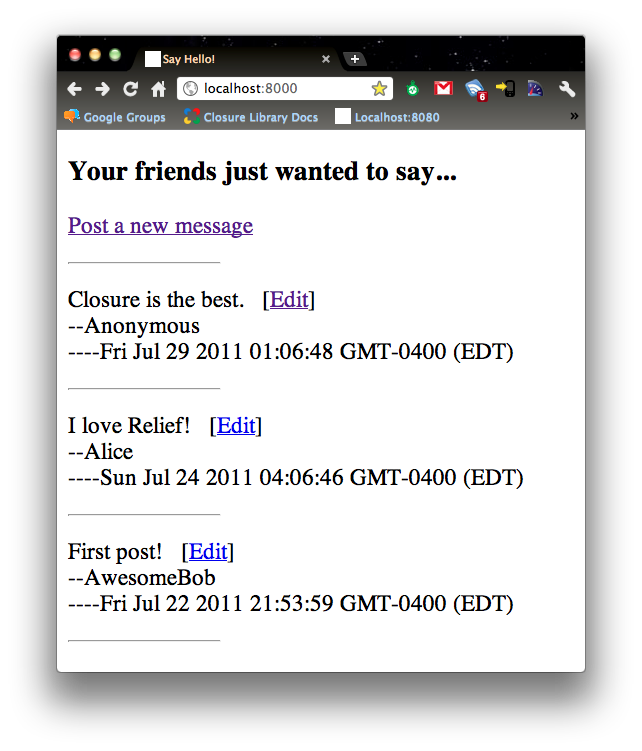 Say Hello!
localhost:8000
6
Google Groups Closure Library Docs Localhost:8080 »
Your friends just wanted to say...
Post a new message
Closure is the best. [Edit]
--Anonymous
----Fri Jul 29 2011 01:06:48 GMT-0400 (EDT)
I love Relief! [Edit]
--Alice
----Sun Jul 24 2011 04:06:46 GMT-0400 (EDT)
First post! [Edit]
--AwesomeBob
----Fri Jul 22 2011 21:53:59 GMT-0400 (EDT)